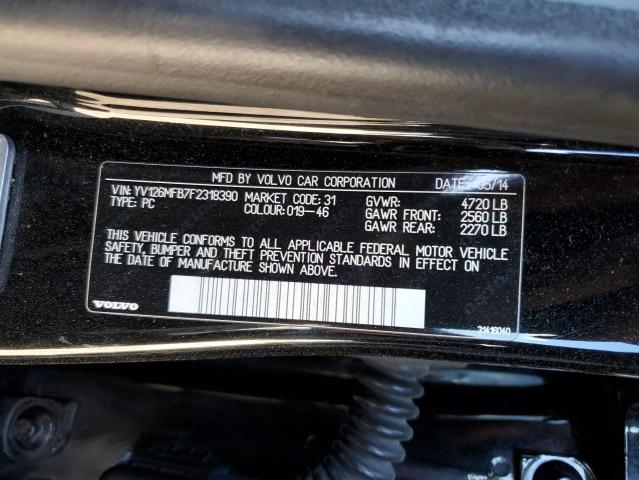 MFD BY VOLVO CAR CORPORATION DATE: 05/14
VIN: YV126MFB7F2318390 MARKET CODE: 31 GVWR: 4720 LB
TYPE: PC COLOUR: 019-46 GAWR FRONT: 2560 LB
GAWR REAR: 2270 LB
THIS VEHICLE CONFORMS TO ALL APPLICABLE FEDERAL MOTOR VEHICLE
SAFETY, BUMPER AND THEFT PREVENTION STANDARDS IN EFFECT ON
THE DATE OF MANUFACTURE SHOWN ABOVE.
VOLVO 31416040